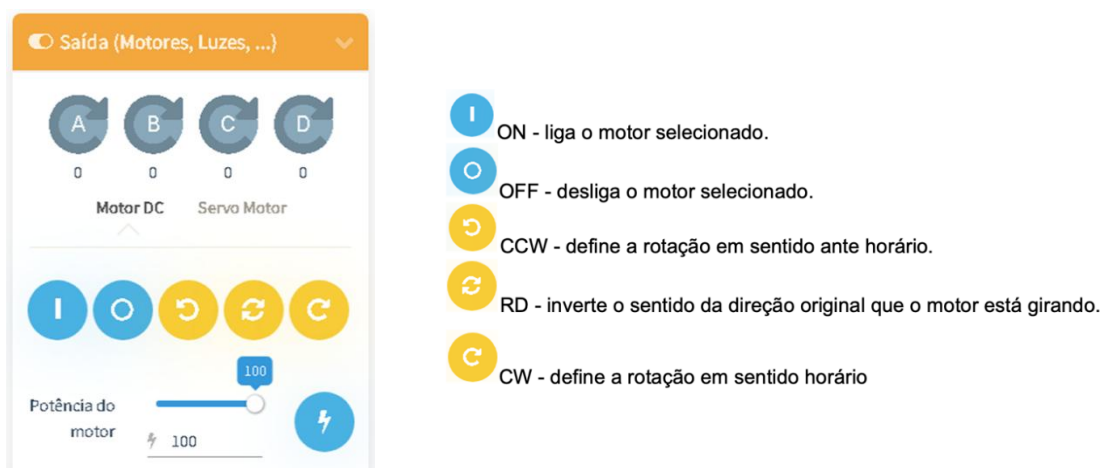 Saída (Motores, Luzes, ...)
A B C D
0 0 0 0
Motor DC Servo Motor
100
Potência do
motor
100
ON - liga o motor selecionado.
OFF - desliga o motor selecionado.
CCW - define a rotação em sentido ante horário.
RD - inverte o sentido da direção original que o motor está girando.
CW - define a rotação em sentido horário